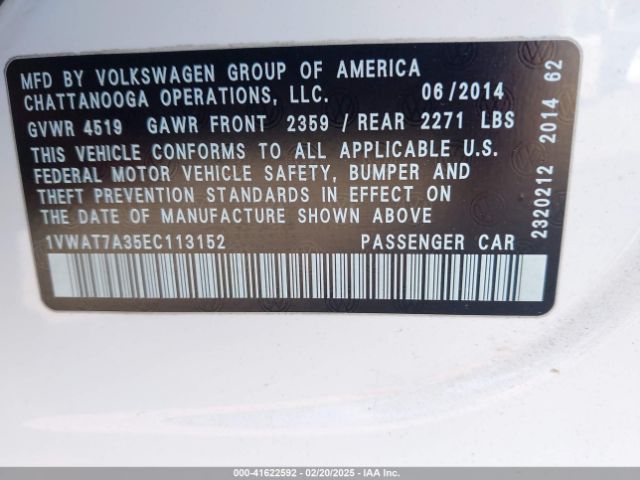 MFD BY VOLKSWAGEN GROUP OF AMERICA
CHATTANOOGA OPERATIONS, LLC. 06/2014
GVWR 4519 GAWR FRONT 2359 / REAR 2271 LBS
THIS VEHICLE CONFORMS TO ALL APPLICABLE U.S.
FEDERAL MOTOR VEHICLE SAFETY, BUMPER AND
THEFT PREVENTION STANDARDS IN EFFECT ON
THE DATE OF MANUFACTURE SHOWN ABOVE
1VWAT7A35EC113152 PASSENGER CAR
2320212 2014 62
000-41622592 - 02/20/2025 - IAA Inc.